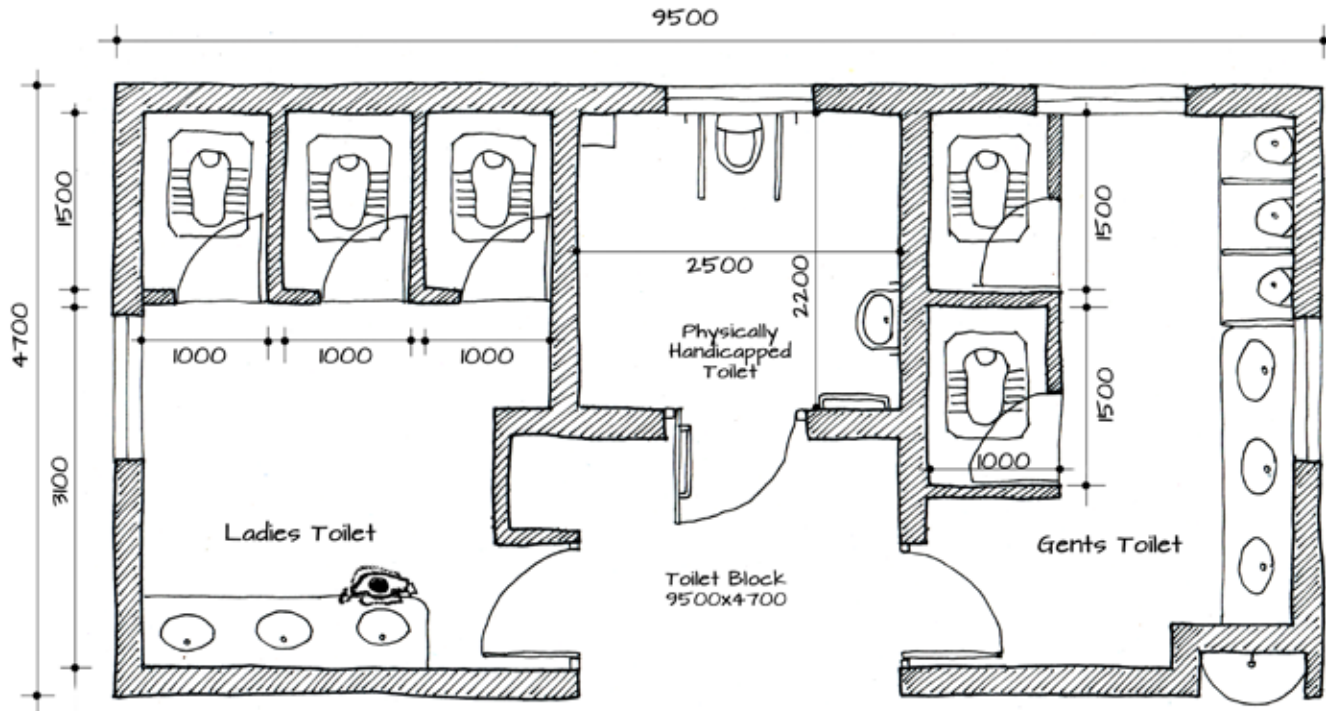 9500
4700
1500
3100
1000
1000
1000
2500
2200
Physically
Handicapped
Toilet
1500
1500
1000
Ladies Toilet
Toilet Block
9500x4700
Gents Toilet